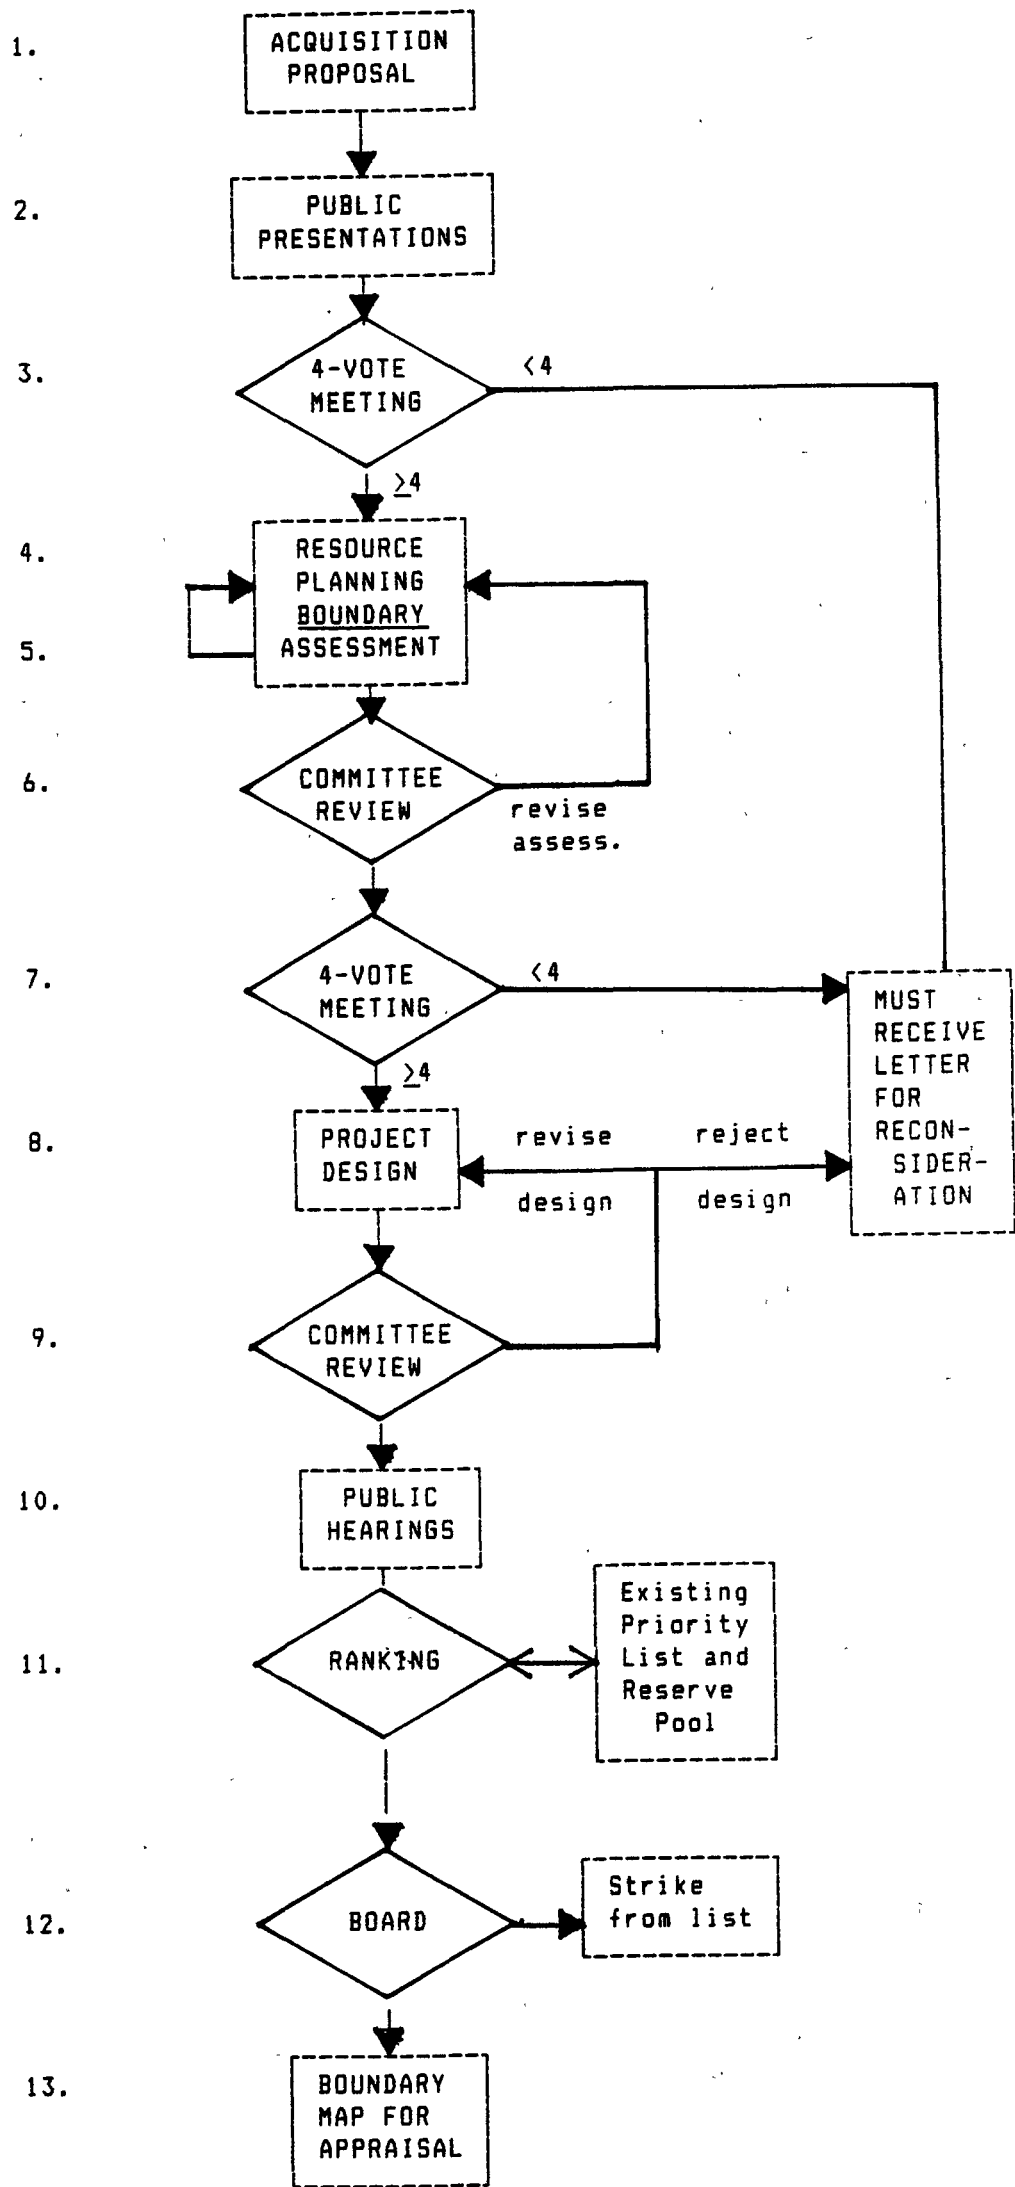 1.
ACQUISITION
PROPOSAL
2.
PUBLIC
PRESENTATIONS
3.
4-VOTE
MEETING
<4
≥4
4.
RESOURCE
PLANNING
BOUNDARY
5.
ASSESSMENT
6.
COMMITTEE
REVIEW
revise
assess.
7.
4-VOTE
MEETING
<4
≥4
MUST
RECEIVE
LETTER
FOR
RECON-
SIDER-
ATION
8.
PROJECT
DESIGN
revise
design
reject
design
9.
COMMITTEE
REVIEW
10.
PUBLIC
HEARINGS
11.
RANKING
Existing
Priority
List and
Reserve
Pool
12.
BOARD
Strike
from list
13.
BOUNDARY
MAP FOR
APPRAISAL